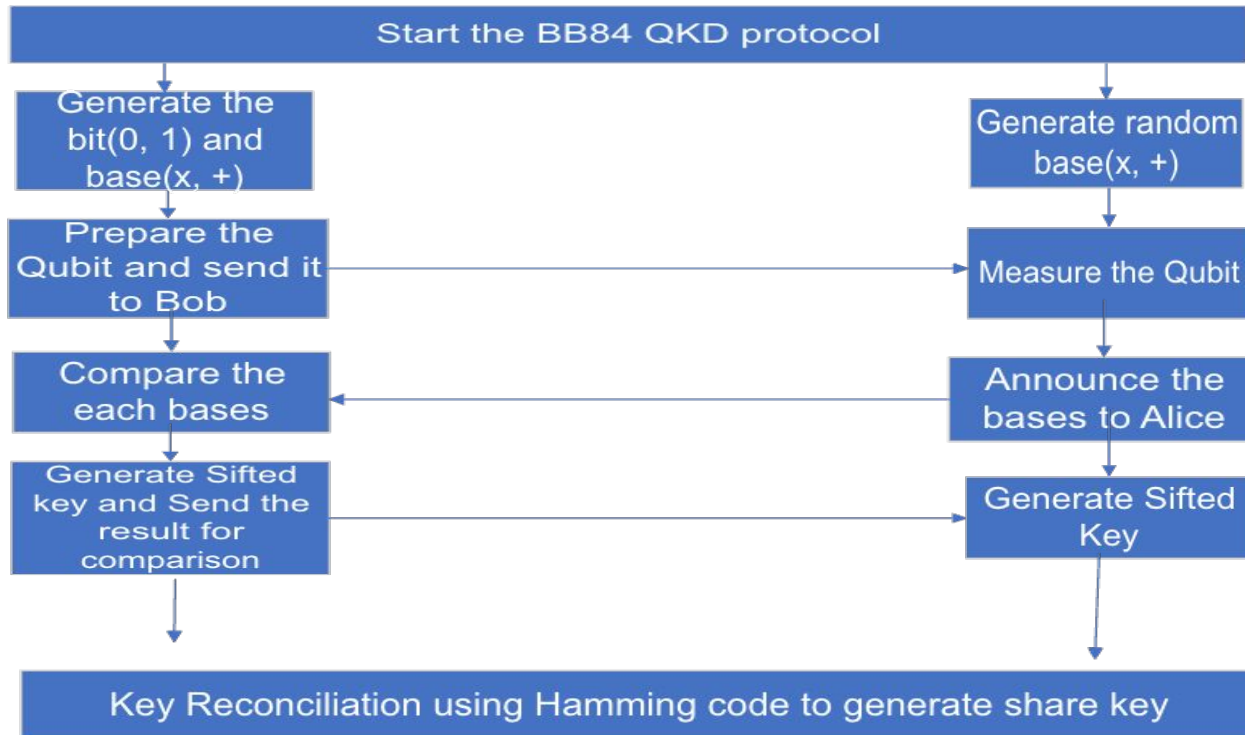 Start the BB84 QKD protocol
Generate the
bit(0, 1) and
base(x, +)
Generate random
base(x, +)
Prepare the
Qubit and send it
to Bob
Measure the Qubit
Compare the
each bases
Announce the
bases to Alice
Generate Sifted
key and Send the
result for
comparison
Generate Sifted
Key
Key Reconciliation using Hamming code to generate share key